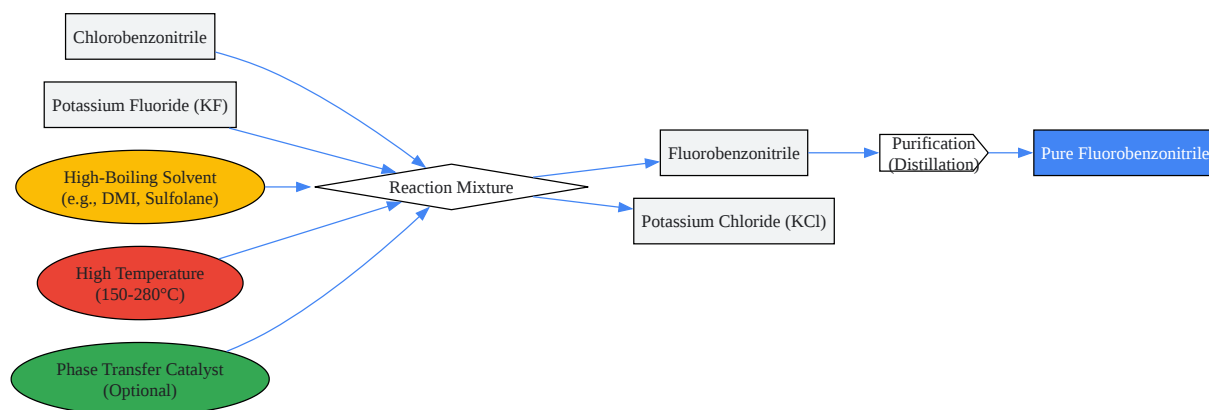 Chlorobenzonitrile
Potassium Fluoride (KF)
High-Boiling Solvent
(e.g., DMI, Sulfolane)
High Temperature
(150-280°C)
Phase Transfer Catalyst
(Optional)
Reaction Mixture
Fluorobenzonitrile
Potassium Chloride (KCl)
Purification
(Distillation)
Pure Fluorobenzonitrile